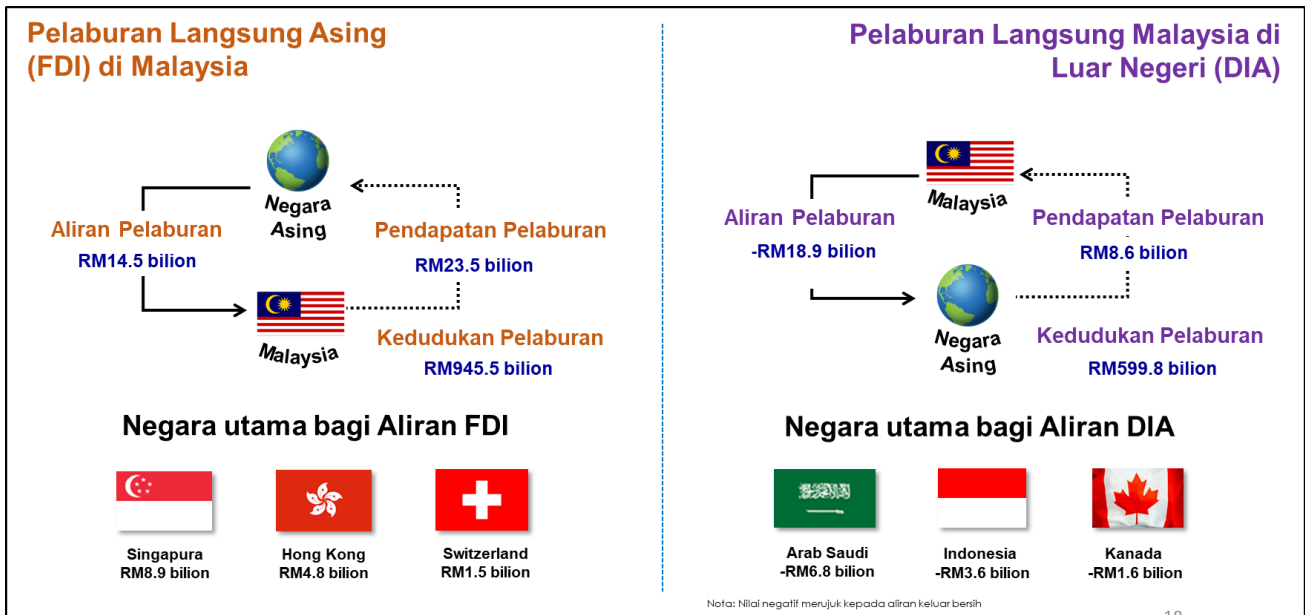 Pelaburan Langsung Asing
(FDI) di Malaysia
Negara
Asing
Aliran Pelaburan
RM14.5 bilion
Pendapatan Pelaburan
RM23.5 bilion
Malaysia
Kedudukan Pelaburan
RM945.5 bilion
Negara utama bagi Aliran FDI
Singapura
RM8.9 bilion
Hong Kong
RM4.8 bilion
Switzerland
RM1.5 bilion
Pelaburan Langsung Malaysia di
Luar Negeri (DIA)
Malaysia
Aliran Pelaburan
-RM18.9 bilion
Pendapatan Pelaburan
RM8.6 bilion
Negara
Asing
Kedudukan Pelaburan
RM599.8 bilion
Negara utama bagi Aliran DIA
Arab Saudi
-RM6.8 bilion
Indonesia
-RM3.6 bilion
Kanada
-RM1.6 bilion
Nota: Nilai negatif merujuk kepada aliran keluar bersih